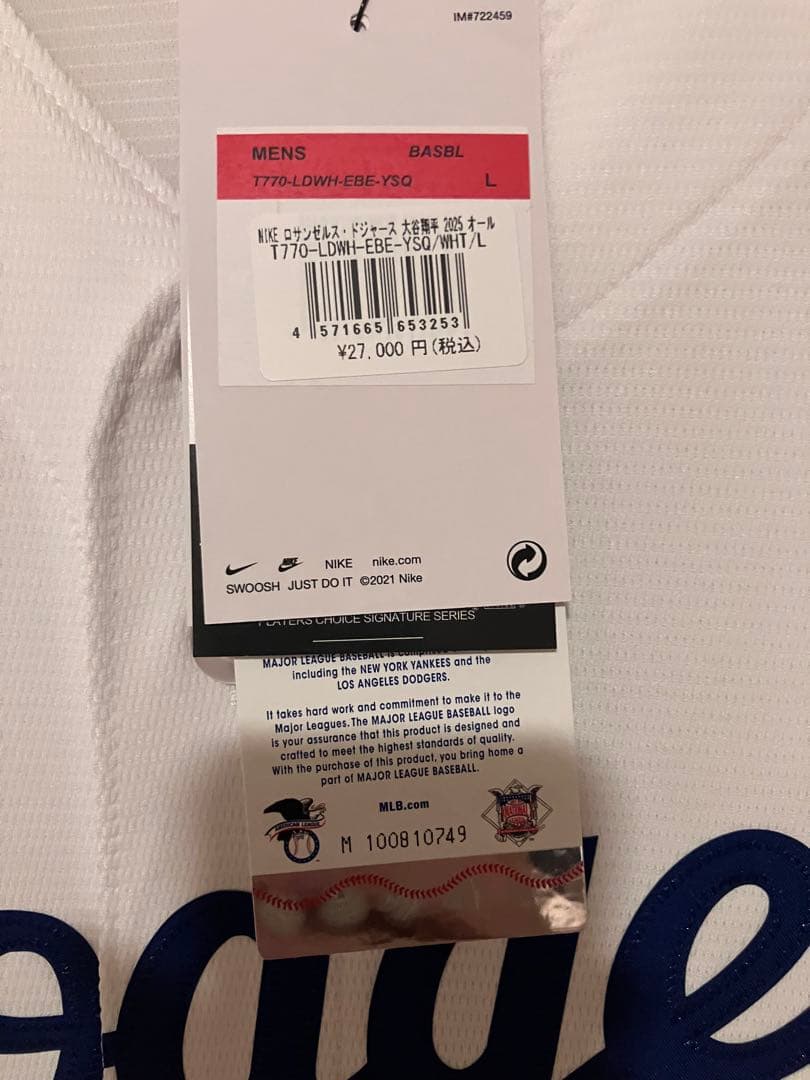 IM#722459
MENS BASBL
T770-LDWH-EBE-YSQ L
NIKE ロサンゼルス・ドジャース 大谷翔平 2025 オール
T770-LDWH-EBE-YSQ/WHT/L
4 571665 653253
¥27,000 円(税込)
NIKE nike.com
SWOOSH JUST DO IT ©2021 Nike
PLAYERS CHOICE SIGNATURE SERIES
MAJOR LEAGUE BASEBALL is comprised
including the NEW YORK YANKEES and the
LOS ANGELES DODGERS.
It takes hard work and commitment to make it to the
Major Leagues. The MAJOR LEAGUE BASEBALL logo
is your assurance that this product is designed and
crafted to meet the highest standards of quality.
With the purchase of this product, you bring home a
part of MAJOR LEAGUE BASEBALL.
MLB.com
AMERICAN LEAGUE
NATIONAL
M 100810749